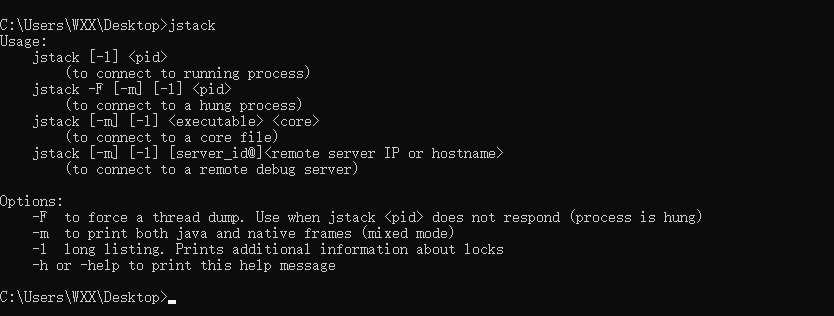 C:\Users\WXX\Desktop>jstack
Usage:
    jstack [-l] <pid>
        (to connect to running process)
    jstack -F [-m] [-l] <pid>
        (to connect to a hung process)
    jstack [-m] [-l] <executable> <core>
        (to connect to a core file)
    jstack [-m] [-l] [server_id@]<remote server IP or hostname>
        (to connect to a remote debug server)

Options:
    -F  to force a thread dump. Use when jstack <pid> does not respond (process is hung)
    -m  to print both java and native frames (mixed mode)
    -l  long listing. Prints additional information about locks
    -h or -help to print this help message

C:\Users\WXX\Desktop>